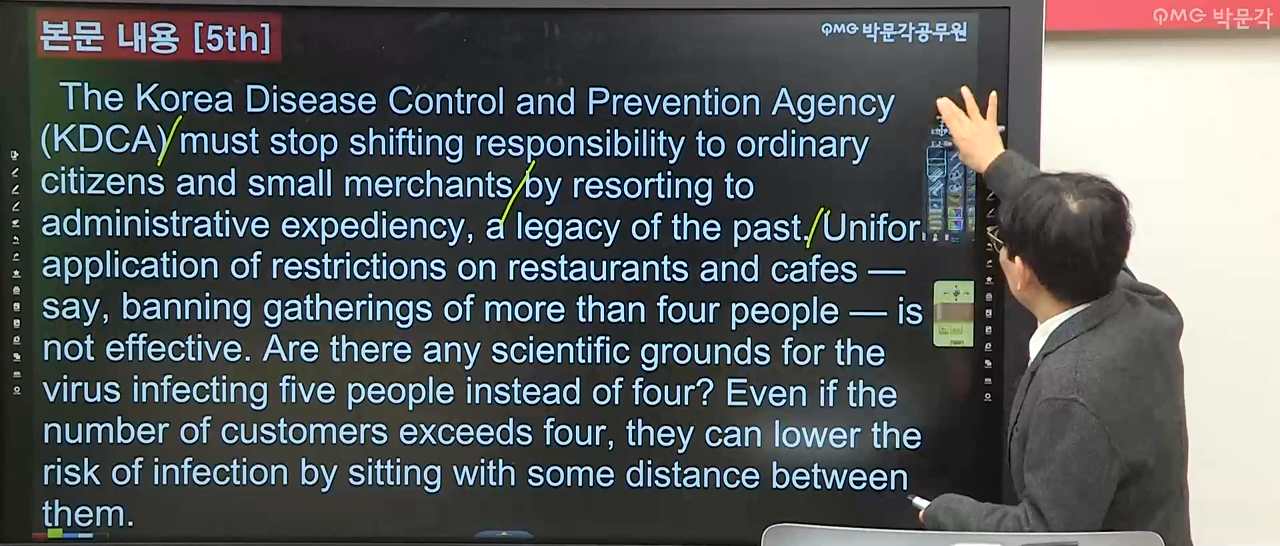 본문 내용 [5th]
QMG 박문각공무원
QMG 박문각
The Korea Disease Control and Prevention Agency
(KDCA) must stop shifting responsibility to ordinary
citizens and small merchants by resorting to
administrative expediency, a legacy of the past. Unifor
application of restrictions on restaurants and cafes —
say, banning gatherings of more than four people — is
not effective. Are there any scientific grounds for the
virus infecting five people instead of four? Even if the
number of customers exceeds four, they can lower the
risk of infection by sitting with some distance between
them.